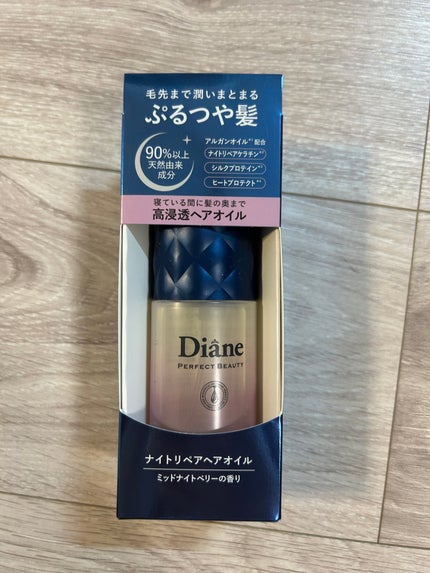 毛先まで潤いまとまる
ぷるつや髪
90%以上
天然由来
成分
アルガンオイル*¹配合
ナイトリペアケラチン*²
シルクプロテイン*³
ヒートプロテクト*⁴
寝ている間に髪の奥まで
高浸透ヘアオイル
Diâne
PERFECT BEAUTY
ナイトリペアヘアオイル
ミッドナイトベリーの香り